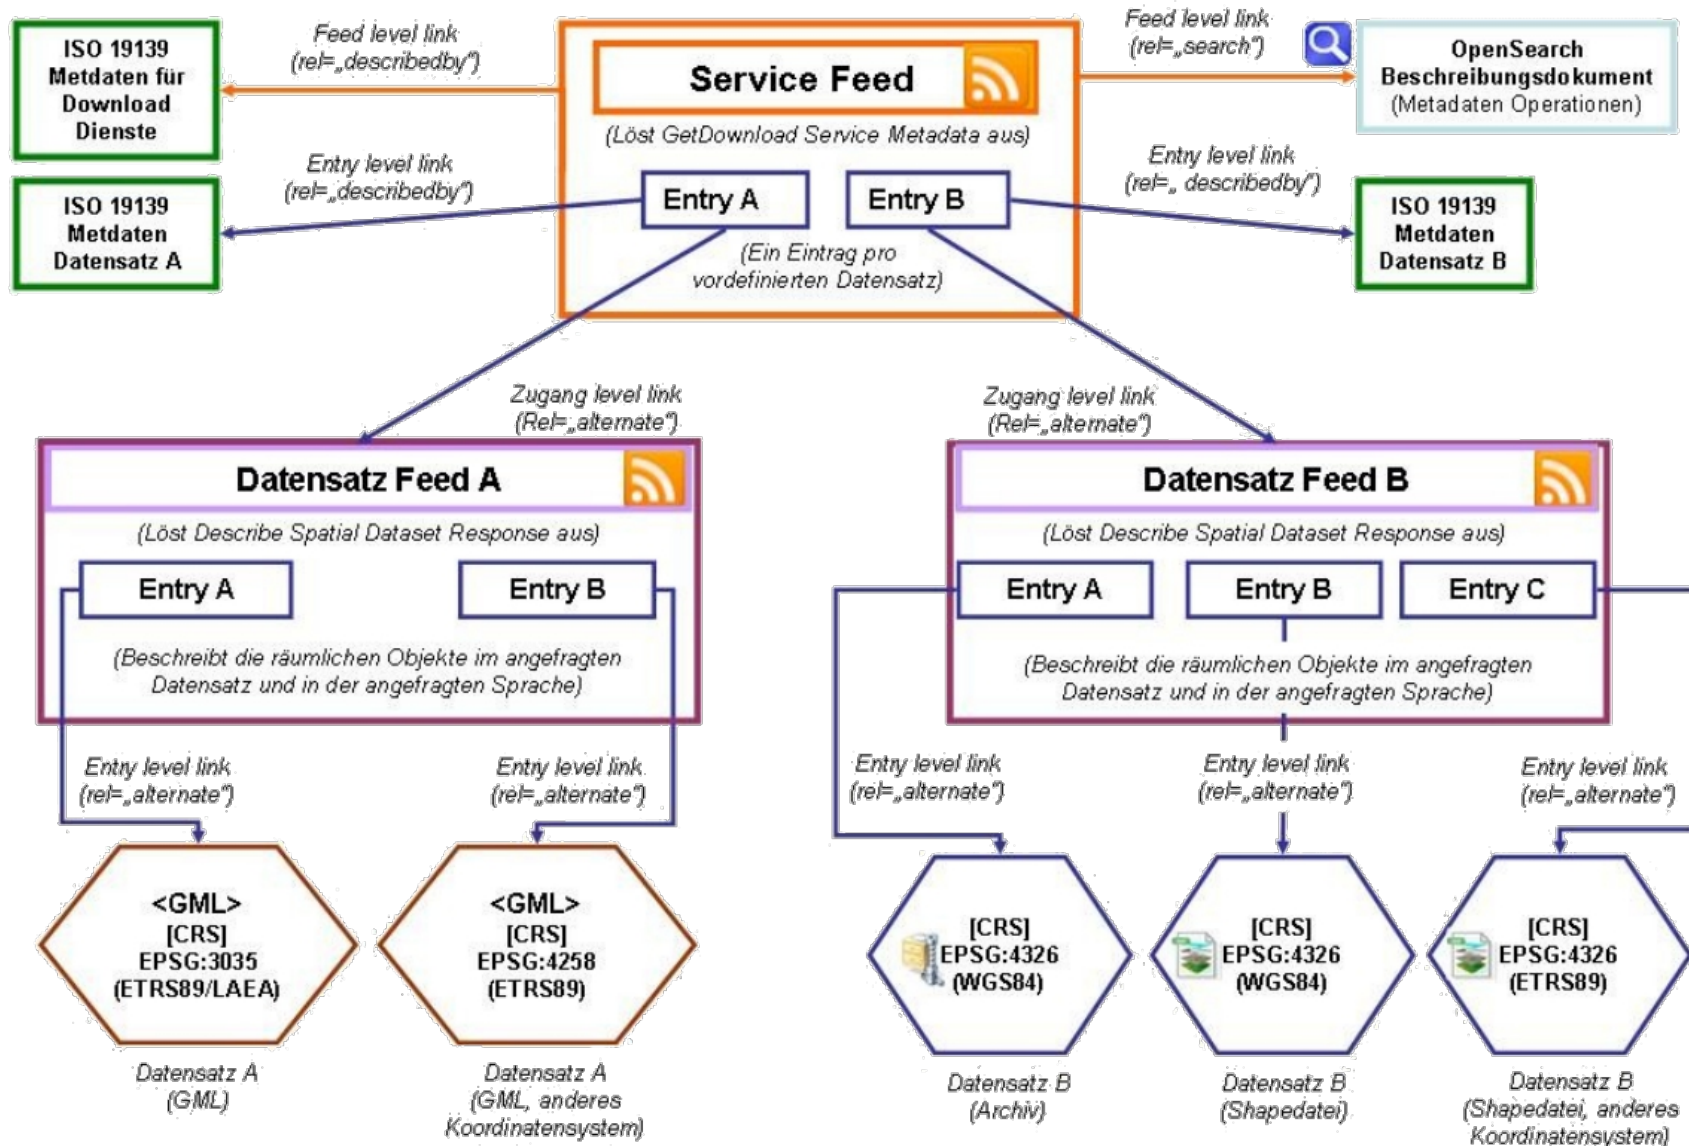 ISO 19139
Metdaten für
Download
Dienste
Feed level link
(rel=„describedby“)
Service Feed
(Löst GetDownload Service Metadata aus)
Feed level link
(rel=„search“)
OpenSearch
Beschreibungsdokument
(Metadaten Operationen)
Entry level link
(rel=„describedby“)
ISO 19139
Metdaten
Datensatz A
Entry A
Entry B
(Ein Eintrag pro
vordefinierten Datensatz)
Entry level link
(rel=„ describedby“)
ISO 19139
Metdaten
Datensatz B
Zugang level link
(Rel=„alternate“)
Zugang level link
(Rel=„alternate“)
Datensatz Feed A
(Löst Describe Spatial Dataset Response aus)
Entry A
Entry B
(Beschreibt die räumlichen Objekte im angefragten
Datensatz und in der angefragten Sprache)
Datensatz Feed B
(Löst Describe Spatial Dataset Response aus)
Entry A
Entry B
Entry C
(Beschreibt die räumlichen Objekte im angefragten
Datensatz und in der angefragten Sprache)
Entry level link
(rel=„alternate“)
Entry level link
(rel=„alternate“)
Entry level link
(rel=„alternate“)
Entry level link
(rel=„alternate“)
Entry level link
(rel=„alternate“)
<GML>
[CRS]
EPSG:3035
(ETRS89/LAEA)
<GML>
[CRS]
EPSG:4258
(ETRS89)
[CRS]
EPSG:4326
(WGS84)
[CRS]
EPSG:4326
(WGS84)
[CRS]
EPSG:4326
(ETRS89)
Datensatz A
(GML)
Datensatz A
(GML, anderes
Koordinatensystem)
Datensatz B
(Archiv)
Datensatz B
(Shapedatei)
Datensatz B
(Shapedatei, anderes
Koordinatensystem)